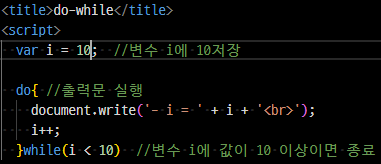 <title>do-while</title>
<script>
var i = 10; //변수 i에 10저장
do{ //출력문 실행
document.write('- i = ' + i + '<br>');
i++;
}while(i < 10) //변수 i에 값이 10 이상이면 종료